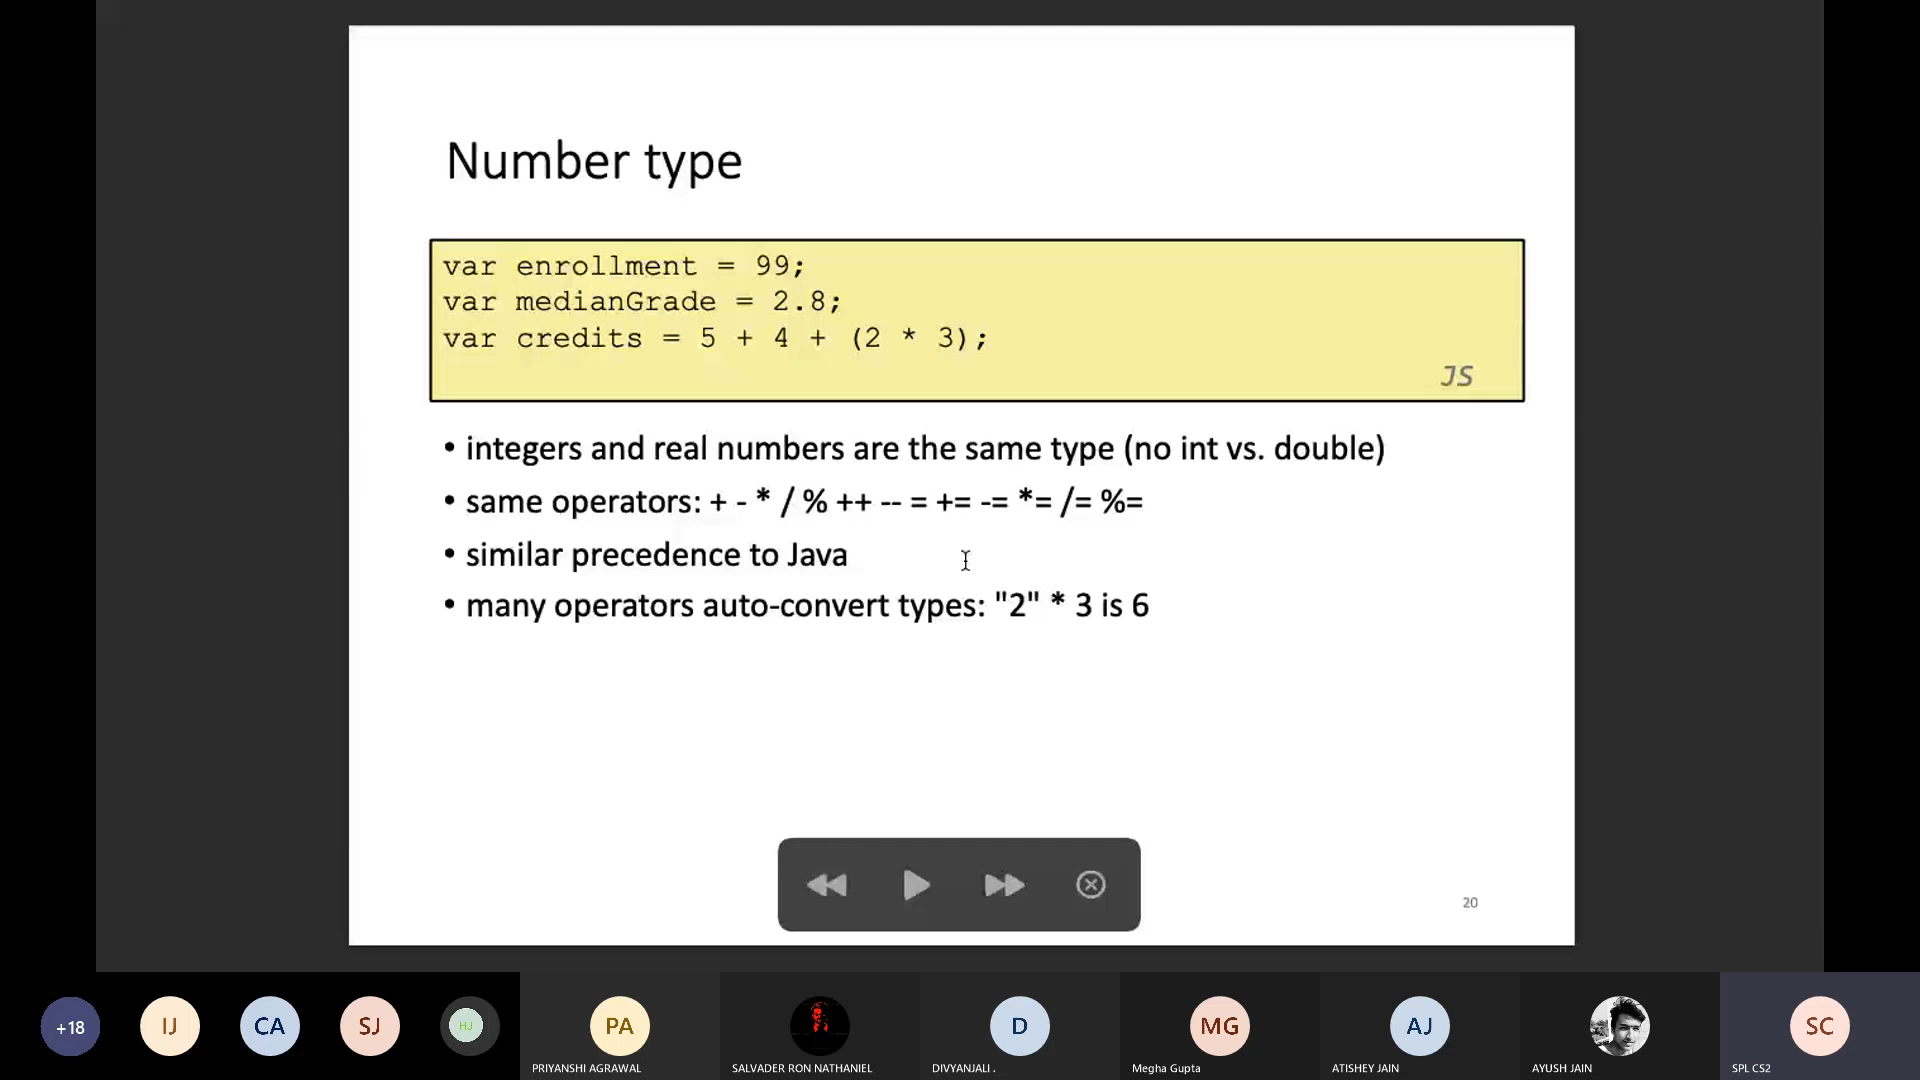 Number type
var enrollment = 99;
var medianGrade = 2.8;
var credits = 5 + 4 + (2 * 3);
JS
• integers and real numbers are the same type (no int vs. double)
• same operators: + - * / % ++ -- = += -= *= /= %=
• similar precedence to Java
• many operators auto-convert types: "2" * 3 is 6
20
+18
IJ
CA
SJ
HJ
PA
D
MG
AJ
SC
PRIYANSHI AGRAWAL
SALVADER RON NATHANIEL
DIVYANJALI .
Megha Gupta
ATISHEY JAIN
AYUSH JAIN
SPL CS2